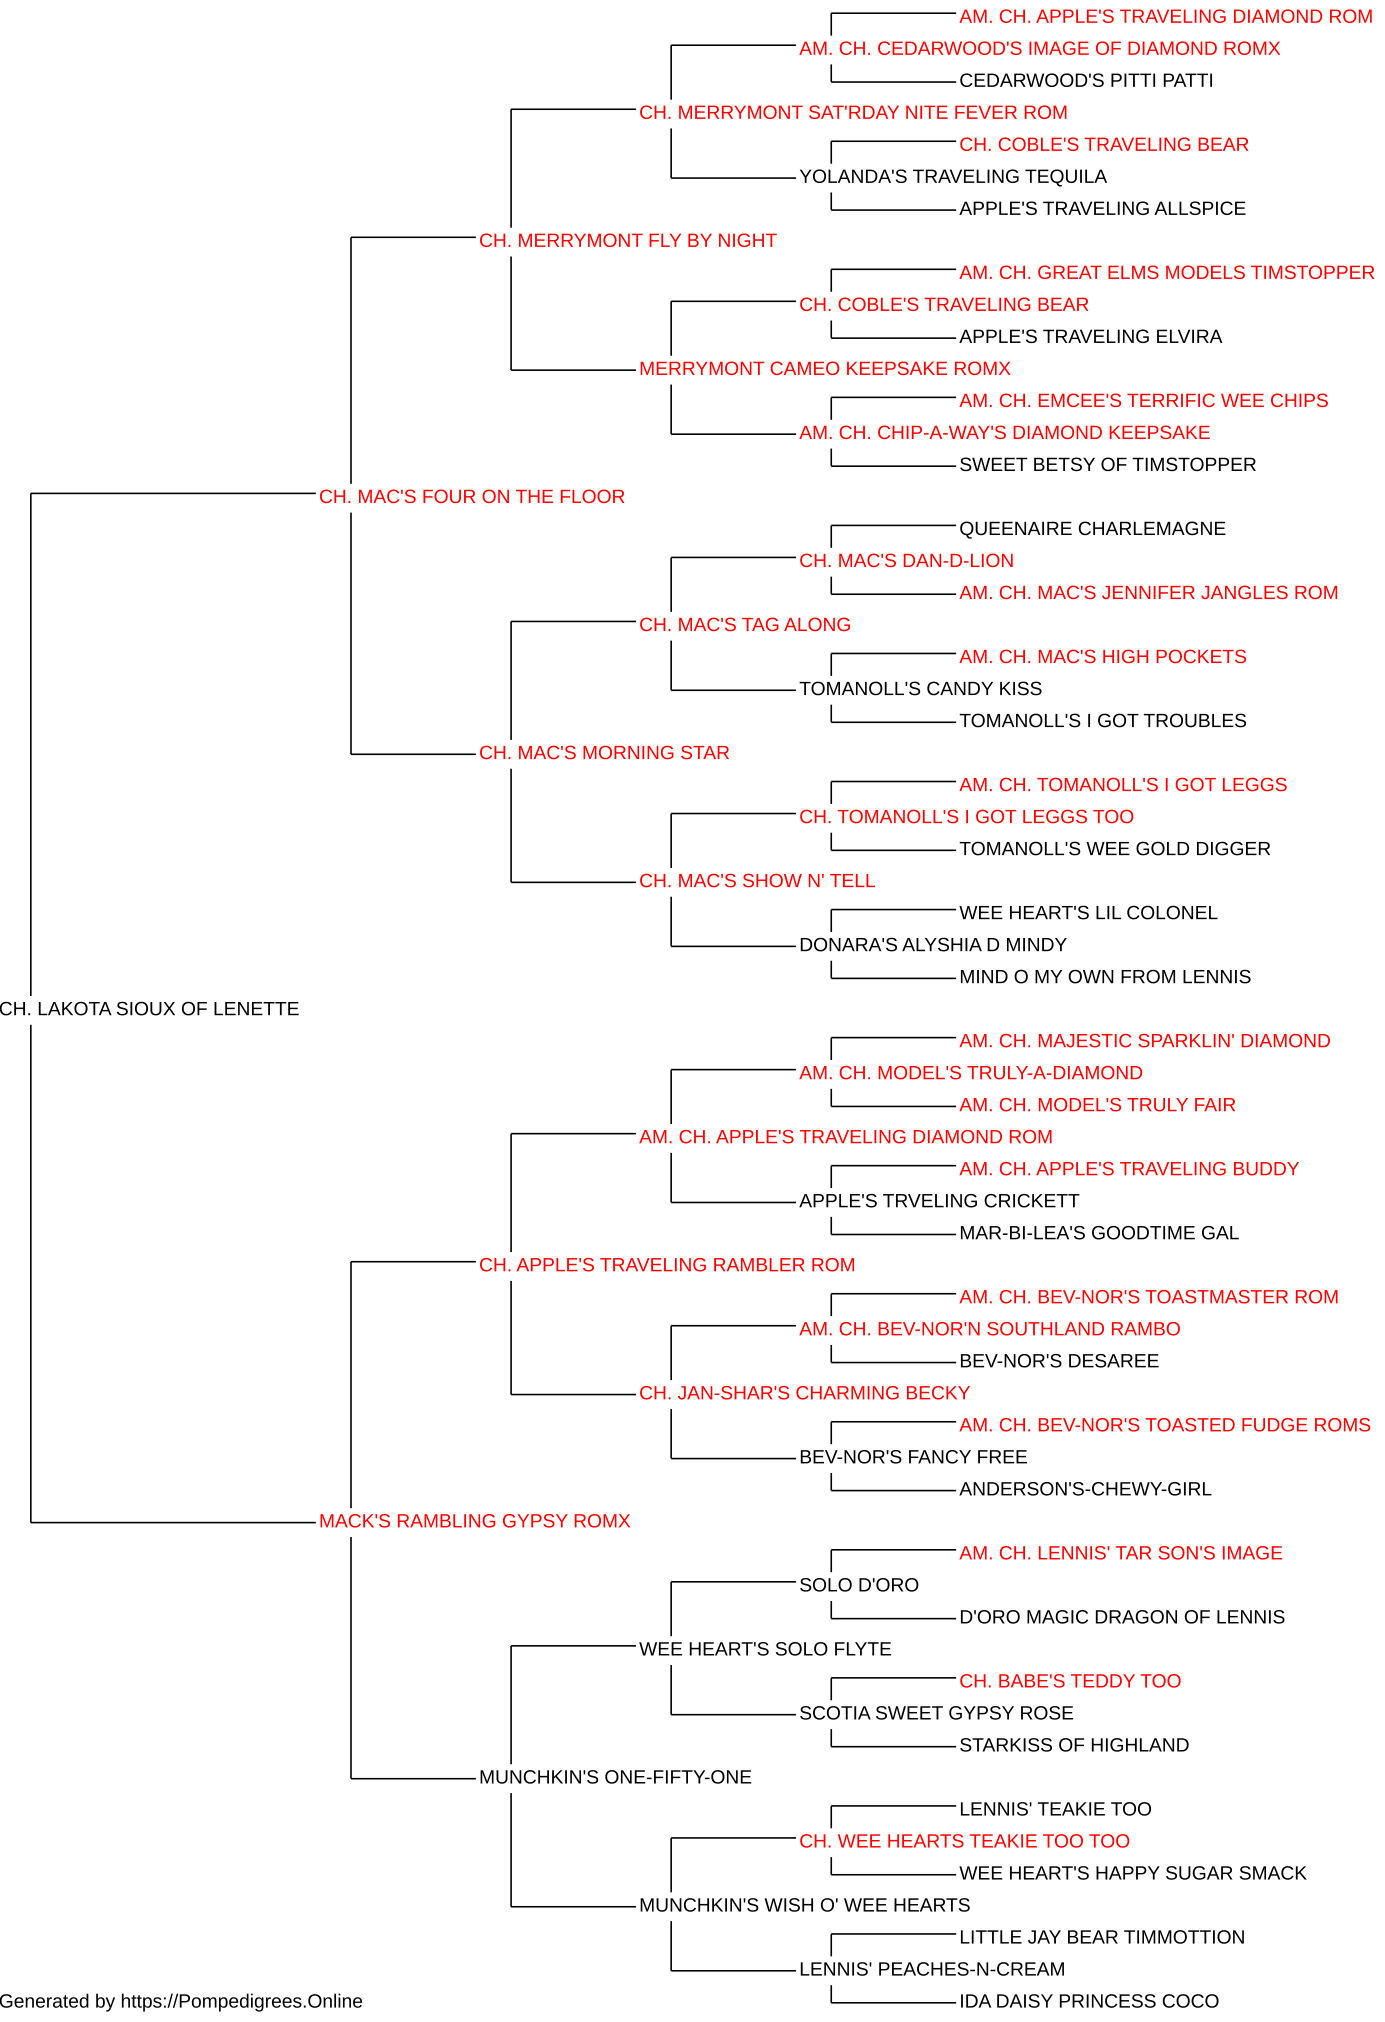 AM. CH. APPLE'S TRAVELING DIAMOND ROM
AM. CH. CEDARWOOD'S IMAGE OF DIAMOND ROMX
CEDARWOOD'S PITTI PATTI
CH. MERRYMONT SAT'RDAY NITE FEVER ROM
CH. COBLE'S TRAVELING BEAR
YOLANDA'S TRAVELING TEQUILA
APPLE'S TRAVELING ALLSPICE
CH. MERRYMONT FLY BY NIGHT
AM. CH. GREAT ELMS MODELS TIMSTOPPER
CH. COBLE'S TRAVELING BEAR
APPLE'S TRAVELING ELVIRA
MERRYMONT CAMEO KEEPSAKE ROMX
AM. CH. EMCEE'S TERRIFIC WEE CHIPS
AM. CH. CHIP-A-WAY'S DIAMOND KEEPSAKE
SWEET BETSY OF TIMSTOPPER
CH. MAC'S FOUR ON THE FLOOR
QUEENAIRE CHARLEMAGNE
CH. MAC'S DAN-D-LION
AM. CH. MAC'S JENNIFER JANGLES ROM
CH. MAC'S TAG ALONG
AM. CH. MAC'S HIGH POCKETS
TOMANOLL'S CANDY KISS
TOMANOLL'S I GOT TROUBLES
CH. MAC'S MORNING STAR
AM. CH. TOMANOLL'S I GOT LEGGS
CH. TOMANOLL'S I GOT LEGGS TOO
TOMANOLL'S WEE GOLD DIGGER
CH. MAC'S SHOW N' TELL
WEE HEART'S LIL COLONEL
DONARA'S ALYSHIA D MINDY
MIND O MY OWN FROM LENNIS
CH. LAKOTA SIOUX OF LENETTE
AM. CH. MAJESTIC SPARKLIN' DIAMOND
AM. CH. MODEL'S TRULY-A-DIAMOND
AM. CH. MODEL'S TRULY FAIR
AM. CH. APPLE'S TRAVELING DIAMOND ROM
AM. CH. APPLE'S TRAVELING BUDDY
APPLE'S TRVELING CRICKETT
MAR-BI-LEA'S GOODTIME GAL
CH. APPLE'S TRAVELING RAMBLER ROM
AM. CH. BEV-NOR'S TOASTMASTER ROM
AM. CH. BEV-NOR'N SOUTHLAND RAMBO
BEV-NOR'S DESAREE
CH. JAN-SHAR'S CHARMING BECKY
AM. CH. BEV-NOR'S TOASTED FUDGE ROMS
BEV-NOR'S FANCY FREE
ANDERSON'S-CHEWY-GIRL
MACK'S RAMBLING GYPSY ROMX
AM. CH. LENNIS' TAR SON'S IMAGE
SOLO D'ORO
D'ORO MAGIC DRAGON OF LENNIS
WEE HEART'S SOLO FLYTE
CH. BABE'S TEDDY TOO
SCOTIA SWEET GYPSY ROSE
STARKISS OF HIGHLAND
MUNCHKIN'S ONE-FIFTY-ONE
LENNIS' TEAKIE TOO
CH. WEE HEARTS TEAKIE TOO TOO
WEE HEART'S HAPPY SUGAR SMACK
MUNCHKIN'S WISH O' WEE HEARTS
LITTLE JAY BEAR TIMMOTTION
LENNIS' PEACHES-N-CREAM
IDA DAISY PRINCESS COCO
Generated by https://Pompedigrees.Online